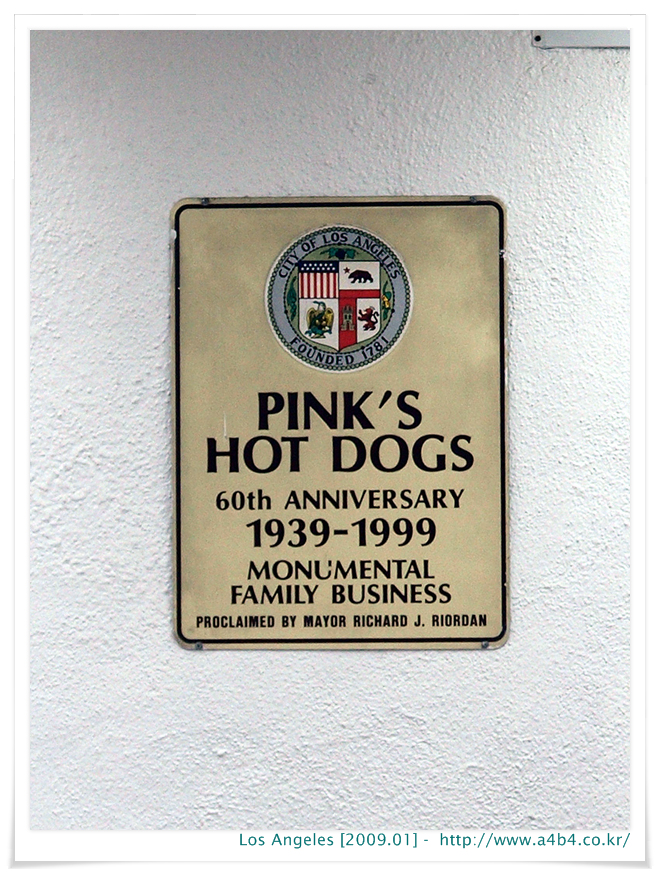 CITY OF LOS ANGELES
FOUNDED 1781
PINK'S
HOT DOGS
60th ANNIVERSARY
1939-1999
MONUMENTAL
FAMILY BUSINESS
PROCLAIMED BY MAYOR RICHARD J. RIORDAN
Los Angeles [2009.01] - http://www.a4b4.co.kr/